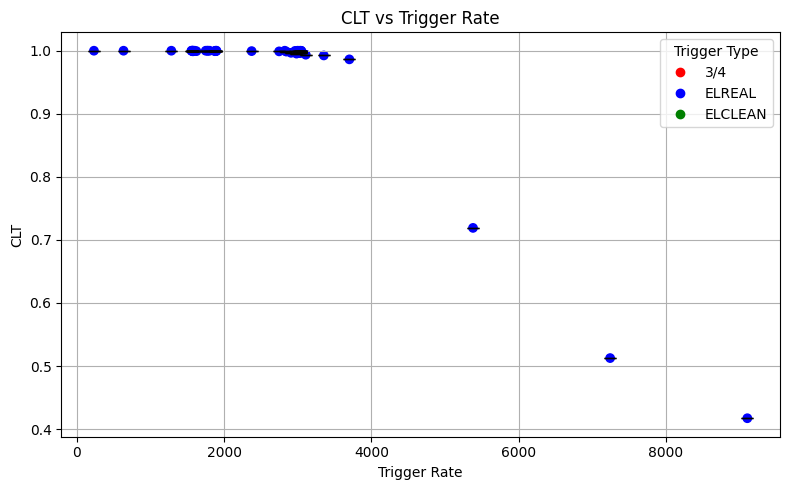 CLT vs Trigger Rate
1.0
0.9
0.8
0.7
0.6
0.5
0.4
CLT
Trigger Type
3/4
ELREAL
ELCLEAN
0 2000 4000 6000 8000
Trigger Rate